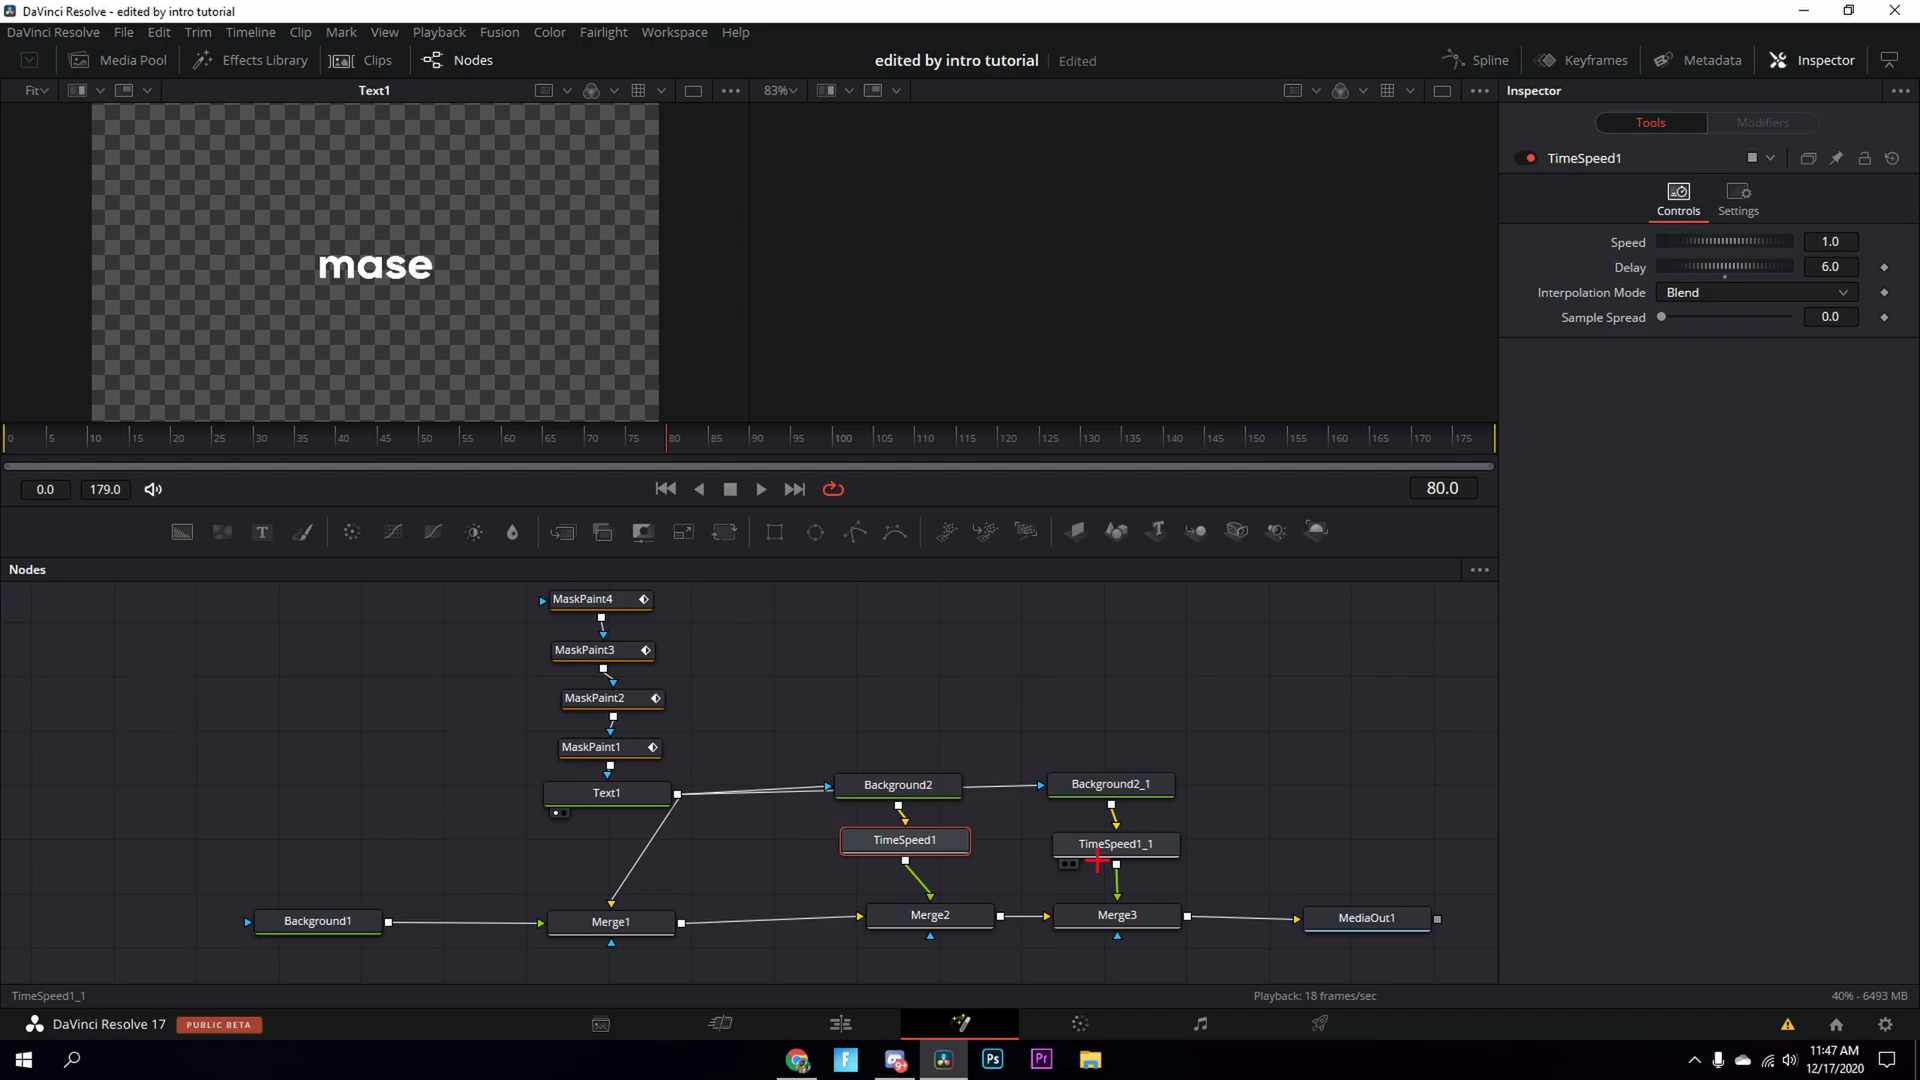 DaVinci Resolve - edited by intro tutorial
DaVinci Resolve File Edit Trim Timeline Clip Mark View Playback Fusion Color Fairlight Workspace Help
Media Pool Effects Library Clips Nodes edited by intro tutorial Edited Spline Keyframes Metadata Inspector
Fit Text1 83% Inspector
Tools Modifiers
TimeSpeed1
Controls Settings
Speed 1.0
Delay 6.0
Interpolation Mode Blend
Sample Spread 0.0
mase
0 5 10 15 20 25 30 35 40 45 50 55 60 65 70 75 80 85 90 95 100 105 110 115 120 125 130 135 140 145 150 155 160 165 170 175
0.0 179.0 80.0
Nodes
MaskPaint4
MaskPaint3
MaskPaint2
MaskPaint1
Text1 Background2 Background2_1
TimeSpeed1 TimeSpeed1_1
Background1 Merge1 Merge2 Merge3 MediaOut1
TimeSpeed1_1 Playback: 18 frames/sec 40% - 6493 MB
DaVinci Resolve 17 PUBLIC BETA
F 9+ Ps Pr
11:47 AM
12/17/2020